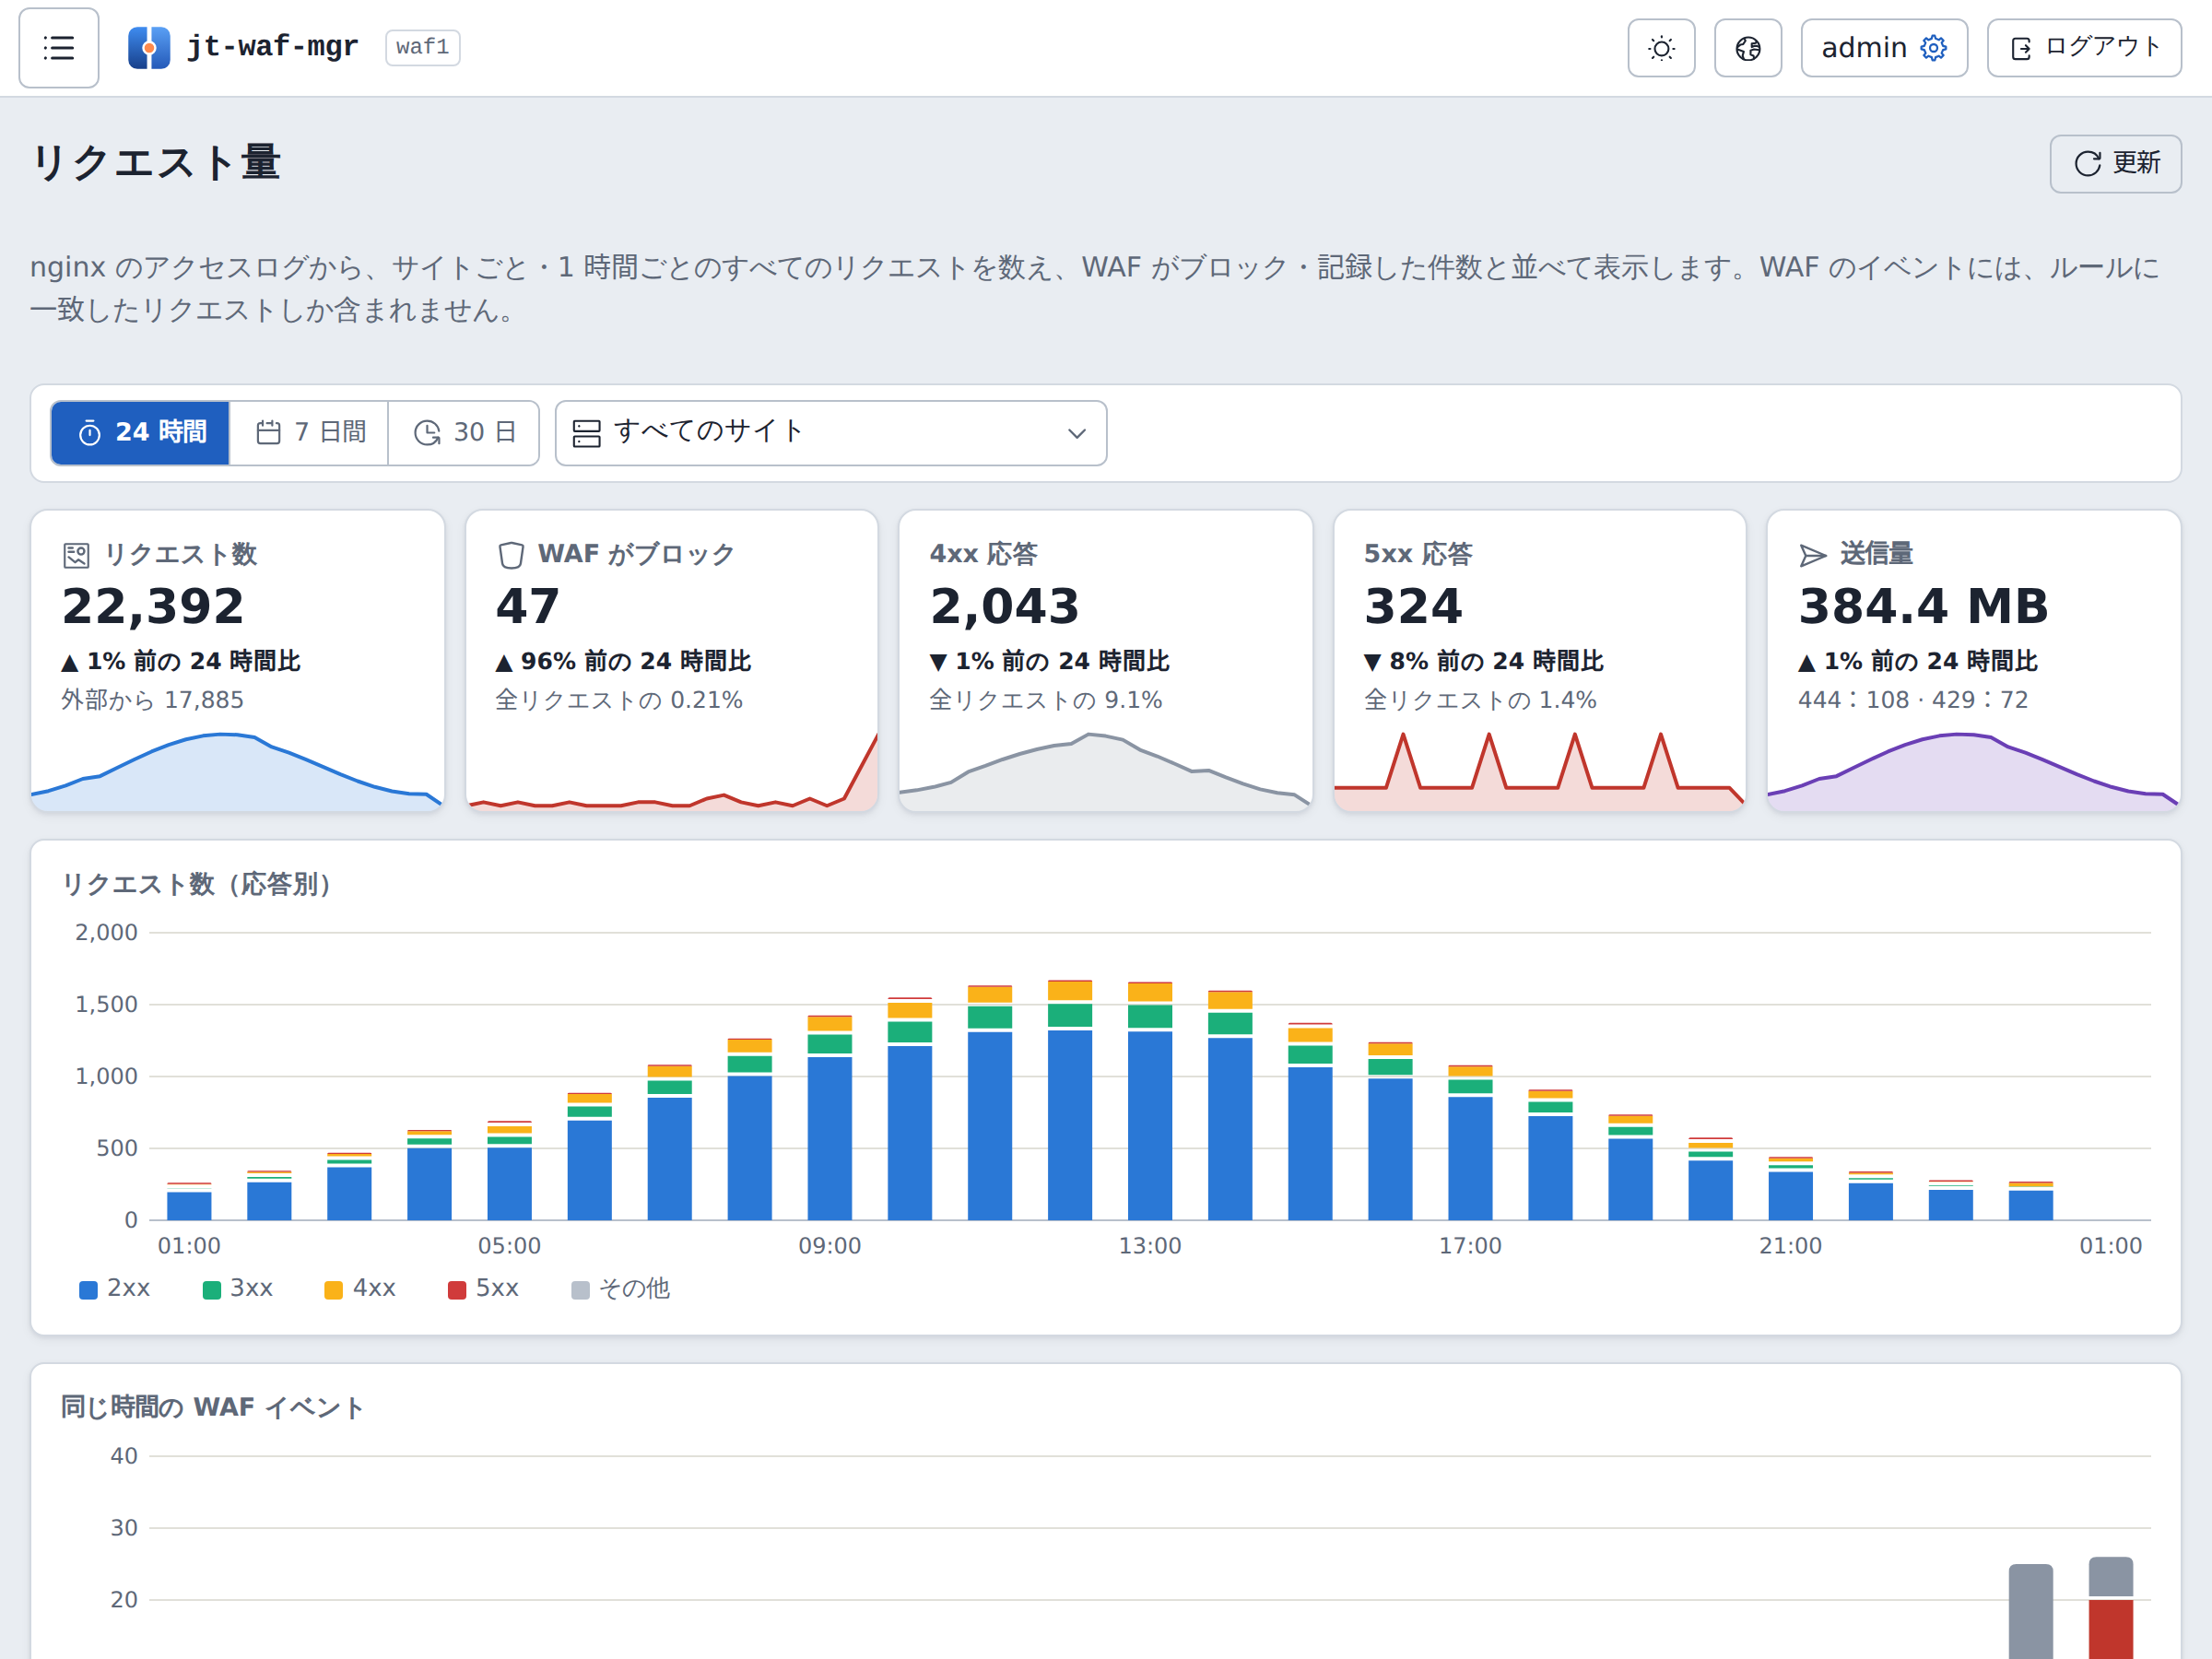 jt-waf-mgr
waf1
admin
ログアウト
リクエスト量
更新
nginx のアクセスログから、サイトごと・1 時間ごとのすべてのリクエストを数え、WAF がブロック・記録した件数と並べて表示します。WAF のイベントには、ルールに
一致したリクエストしか含まれません。
24 時間
7 日間
30 日
すべてのサイト
リクエスト数
22,392
▲ 1% 前の 24 時間比
外部から 17,885
WAF がブロック
47
▲ 96% 前の 24 時間比
全リクエストの 0.21%
4xx 応答
2,043
▼ 1% 前の 24 時間比
全リクエストの 9.1%
5xx 応答
324
▼ 8% 前の 24 時間比
全リクエストの 1.4%
送信量
384.4 MB
▲ 1% 前の 24 時間比
444：108 · 429：72
リクエスト数（応答別）
2,000
1,500
1,000
500
0
01:00
05:00
09:00
13:00
17:00
21:00
01:00
2xx
3xx
4xx
5xx
その他
同じ時間の WAF イベント
40
30
20